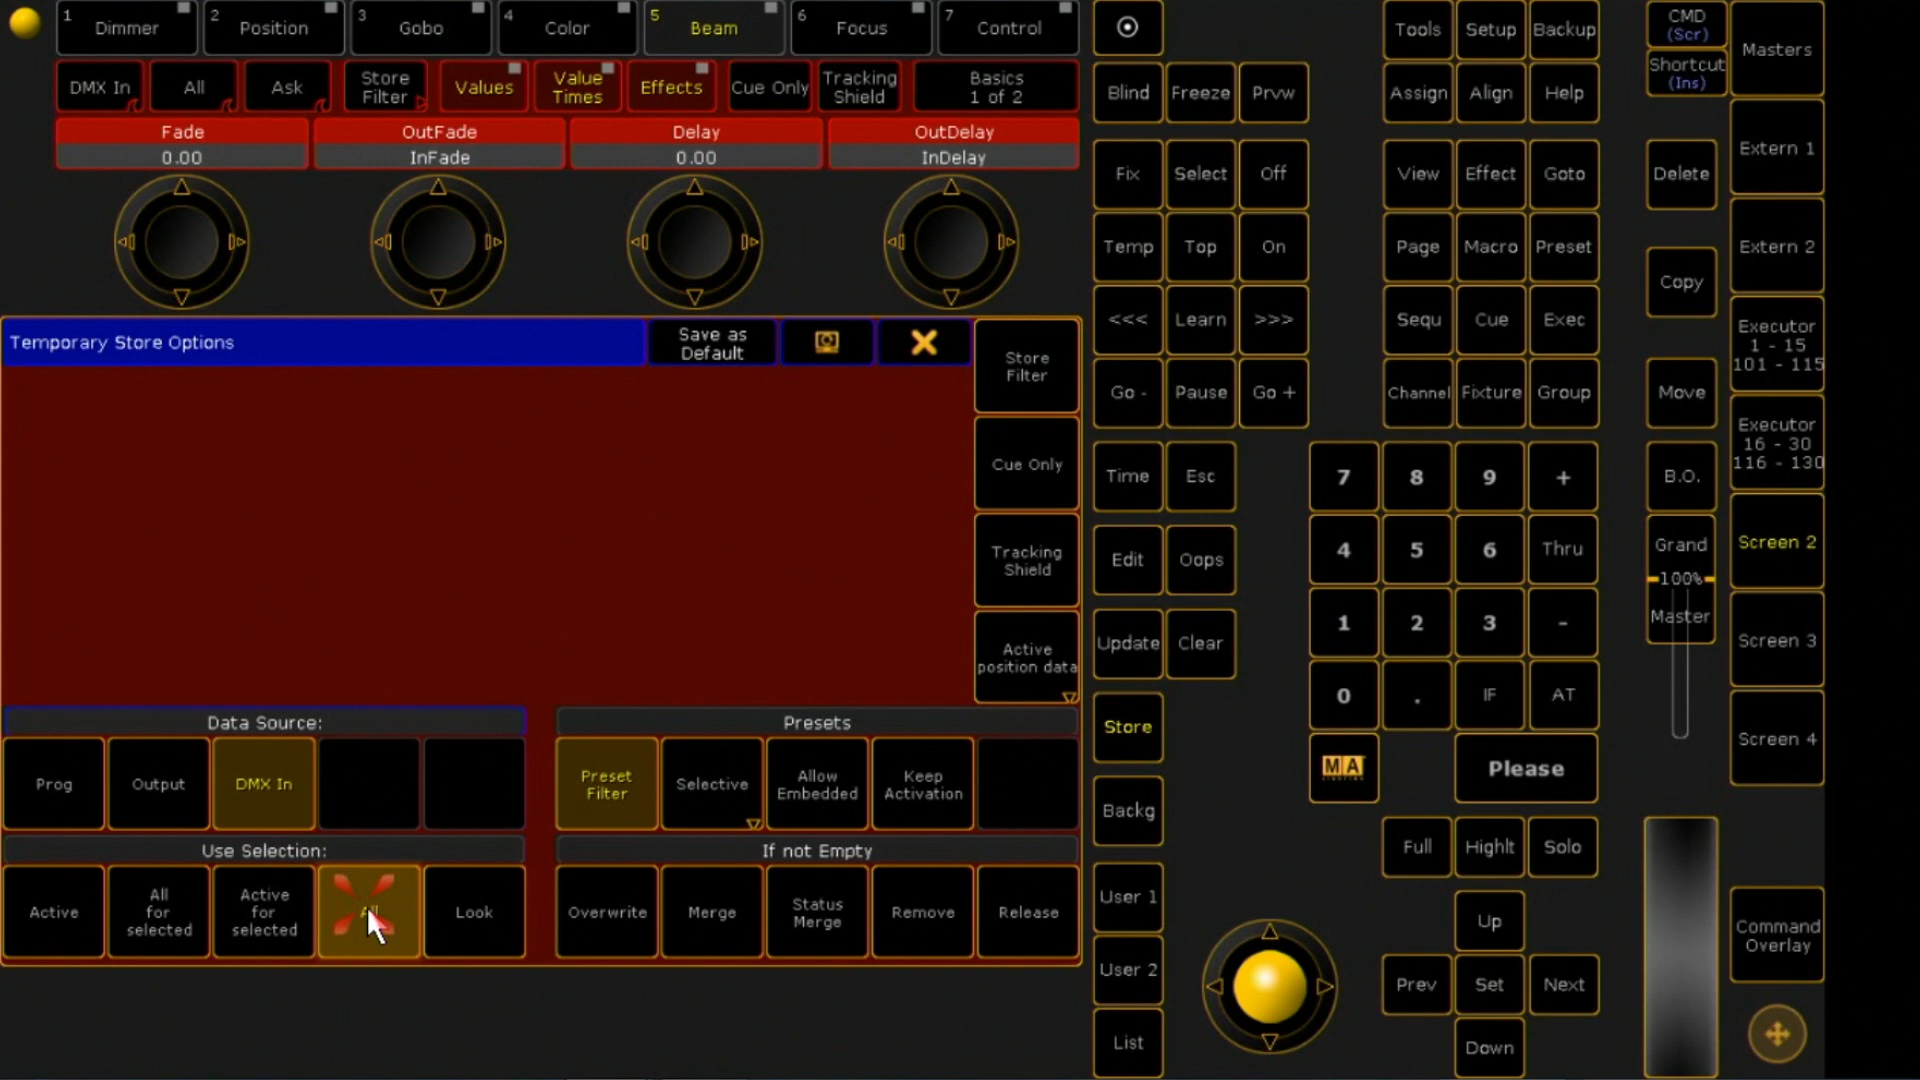 1 Dimmer
2 Position
3 Gobo
4 Color
5 Beam
6 Focus
7 Control
DMX In
All
Ask
Store
Filter
Values
Value
Times
Effects
Cue Only
Tracking
Shield
Basics
1 of 2
Fade
0.00
OutFade
InFade
Delay
0.00
OutDelay
InDelay
Temporary Store Options
Save as
Default
Store
Filter
Cue Only
Tracking
Shield
Active
position data
Data Source:
Prog
Output
DMX In
Presets
Preset
Filter
Selective
Allow
Embedded
Keep
Activation
Use Selection:
Active
All
for
selected
Active
for
selected
All
Look
If not Empty
Overwrite
Merge
Status
Merge
Remove
Release
Blind
Freeze
Prvw
Fix
Select
Off
Temp
Top
On
<<<
Learn
>>>
Go -
Pause
Go +
Time
Esc
Edit
Oops
Update
Clear
Store
Backg
User 1
User 2
List
Tools
Setup
Backup
Assign
Align
Help
View
Effect
Goto
Page
Macro
Preset
Sequ
Cue
Exec
Channel
Fixture
Group
7
8
9
+
4
5
6
Thru
1
2
3
-
0
.
IF
AT
MA
LIGHTING
Please
Full
Highlt
Solo
Up
Prev
Set
Next
Down
CMD
(Scr)
Shortcut
(Ins)
Delete
Copy
Move
B.O.
Grand
100%
Master
Masters
Extern 1
Extern 2
Executor
1 - 15
101 - 115
Executor
16 - 30
116 - 130
Screen 2
Screen 3
Screen 4
Command
Overlay